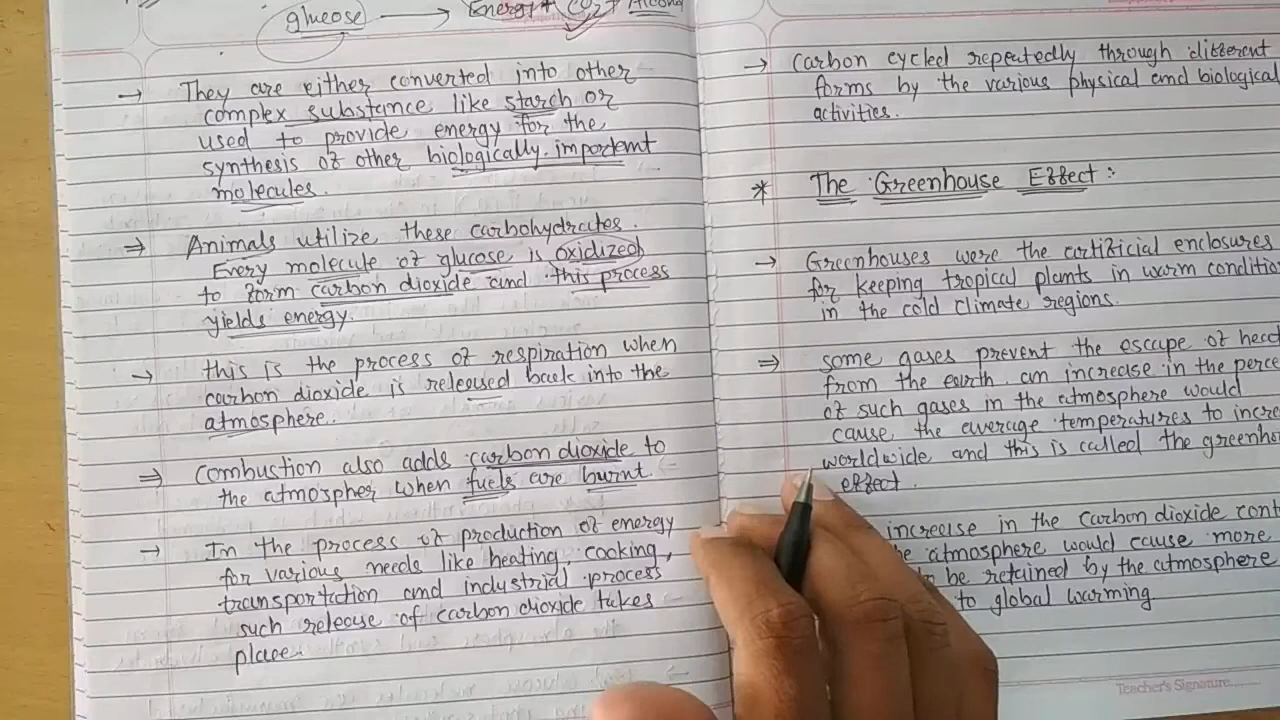 glucose → Energy + CO2 + Alcohol
→ They are either converted into other
complex substance like starch or
used to provide energy for the
synthesis of other biologically important
molecules.
⇒ Animals utilize these carbohydrates.
Every molecule of glucose is oxidized
to form carbon dioxide and this process
yields energy.
→ this is the process of respiration when
carbon dioxide is released back into the
atmosphere.
⇒ Combustion also adds carbon dioxide to
the atmospher when fuels are burnt.
→ In the process of production of energy
for various needs like heating, cooking,
transportation and industrial process
such release of carbon dioxide takes
place.
→ Carbon cycled repeatedly through different
forms by the various physical and biological
activities.
* The Greenhouse Effect :
→ Greenhouses were the artificial enclosures
for keeping tropical plants in warm conditio
in the cold climate regions.
⇒ some gases prevent the escape of heat
from the earth. an increase in the perce
of such gases in the atmosphere would
cause the average temperatures to incre
worldwide and this is called the greenho
effect.
increase in the carbon dioxide cont
atmosphere would cause more
be retained by the atmosphere
to global warming
Teacher's Signature